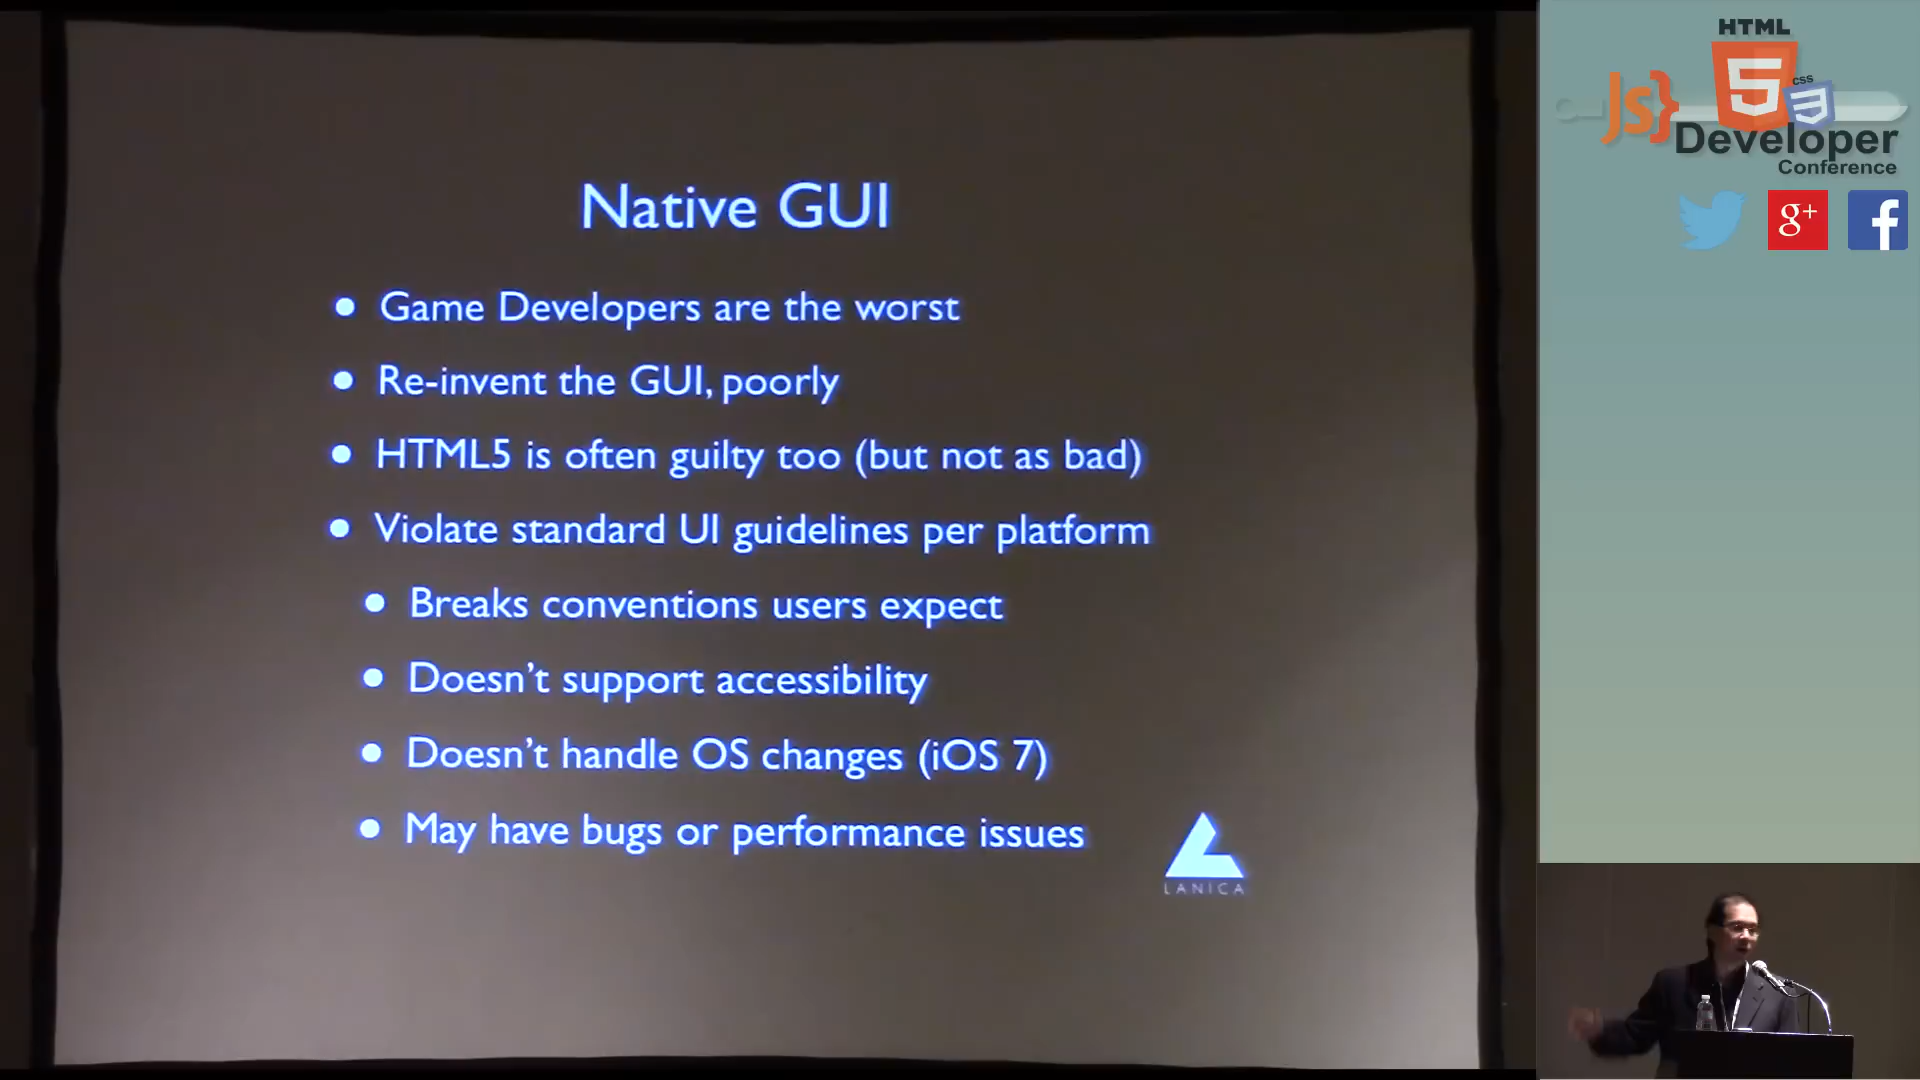 Native GUI
• Game Developers are the worst
• Re-invent the GUI, poorly
• HTML5 is often guilty too (but not as bad)
• Violate standard UI guidelines per platform
• Breaks conventions users expect
• Doesn't support accessibility
• Doesn't handle OS changes (iOS 7)
• May have bugs or performance issues
LANICA
HTML
5
css
3
Js}
Developer
Conference
g+
f